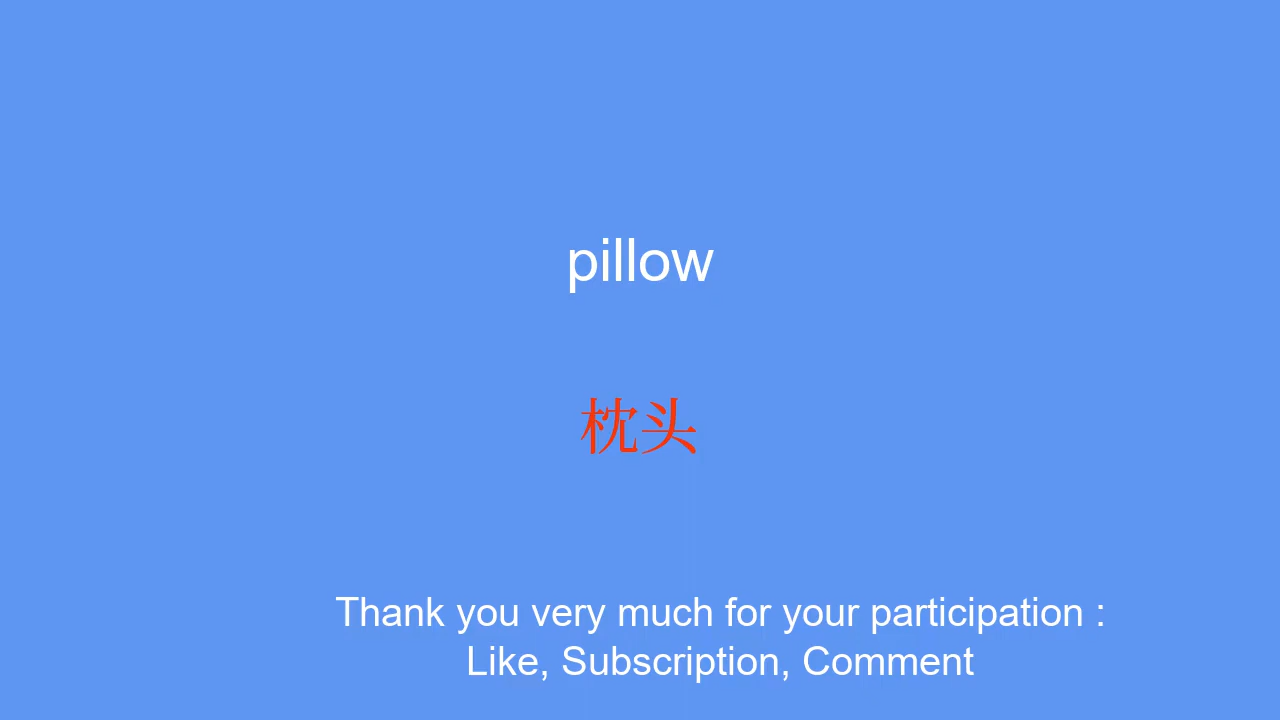 pillow
枕头
Thank you very much for your participation :
Like, Subscription, Comment